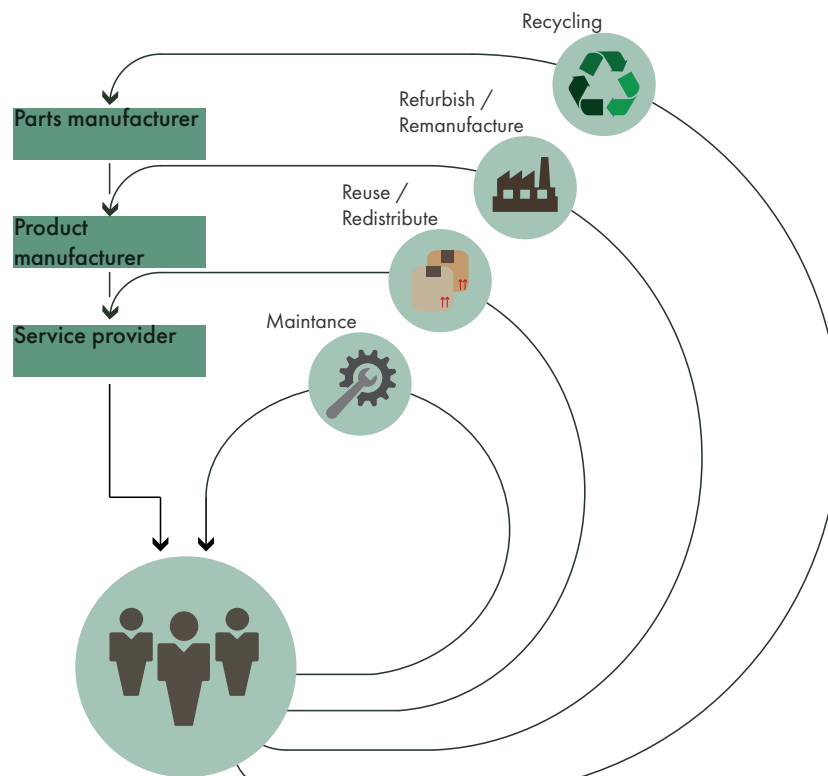 Recycling
Refurbish /
Remanufacture
Parts manufacturer
Reuse /
Redistribute
Product
manufacturer
Maintance
Service provider